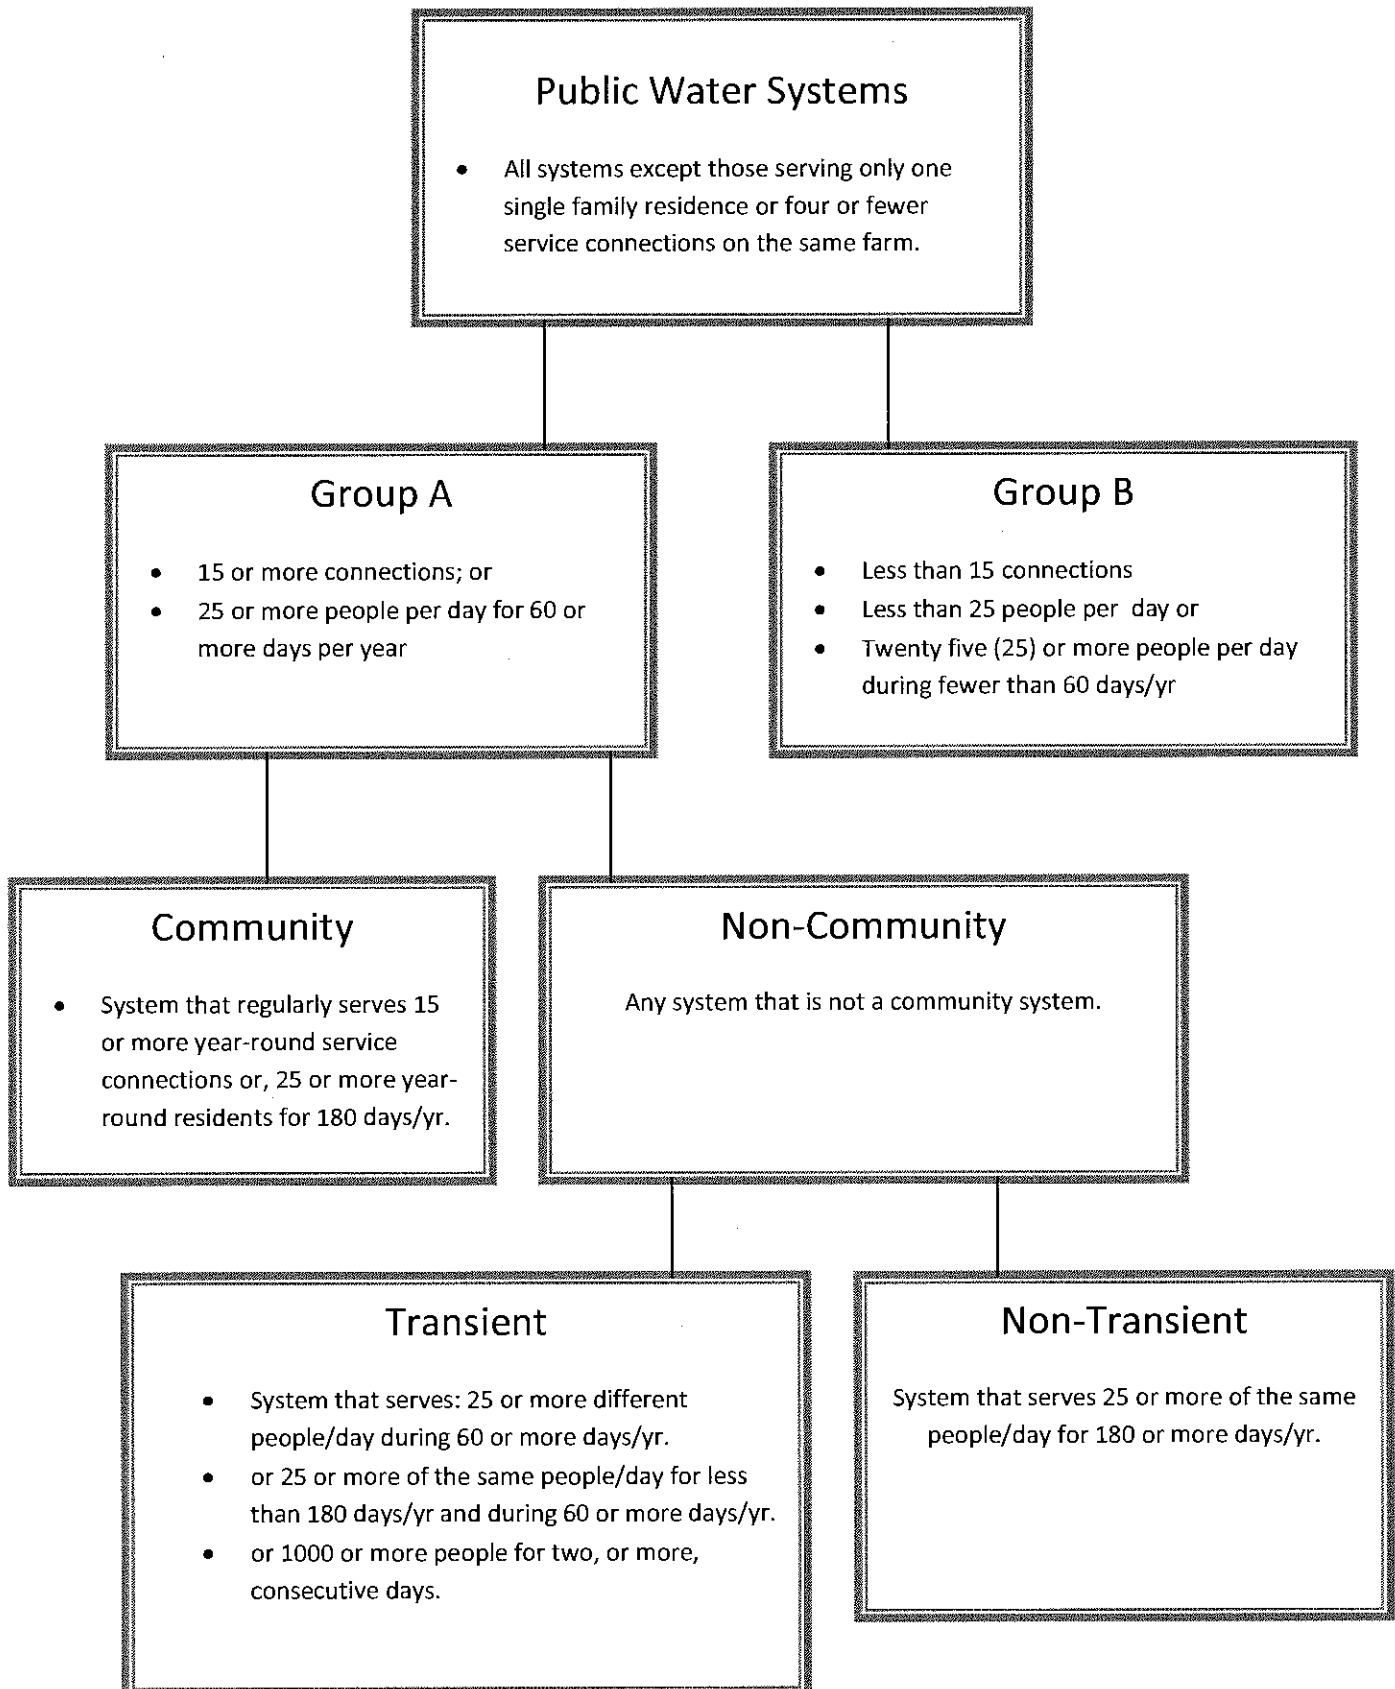 Public Water Systems
• All systems except those serving only one
single family residence or four or fewer
service connections on the same farm.
Group A
• 15 or more connections; or
• 25 or more people per day for 60 or
more days per year
Group B
• Less than 15 connections
• Less than 25 people per day or
• Twenty five (25) or more people per day
during fewer than 60 days/yr
Community
• System that regularly serves 15
or more year-round service
connections or, 25 or more year-
round residents for 180 days/yr.
Non-Community
Any system that is not a community system.
Transient
• System that serves: 25 or more different
people/day during 60 or more days/yr.
• or 25 or more of the same people/day for less
than 180 days/yr and during 60 or more days/yr.
• or 1000 or more people for two, or more,
consecutive days.
Non-Transient
System that serves 25 or more of the same
people/day for 180 or more days/yr.